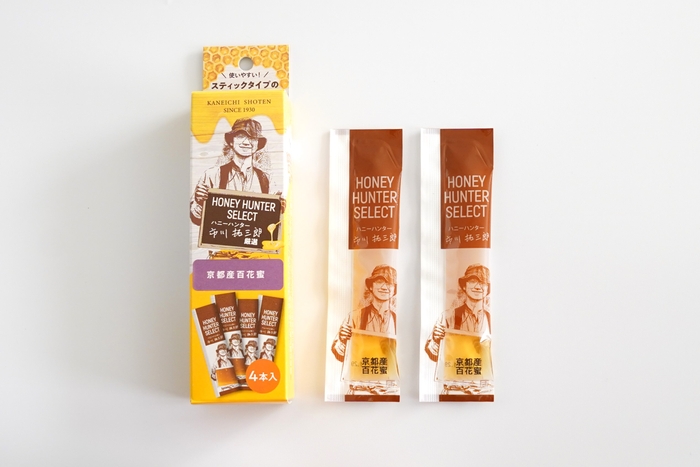 使いやすい！
スティックタイプの
KANEICHI SHOTEN
SINCE 1930
HONEY HUNTER
SELECT
ハニーハンター
市川 拓三郎
厳選
京都産百花蜜
HONEY
HUNTER
SELECT
4本入
HONEY
HUNTER
SELECT
ハニーハンター
市川 拓三郎
京都産
百花蜜
HONEY
HUNTER
SELECT
ハニーハンター
市川 拓三郎
京都産
百花蜜